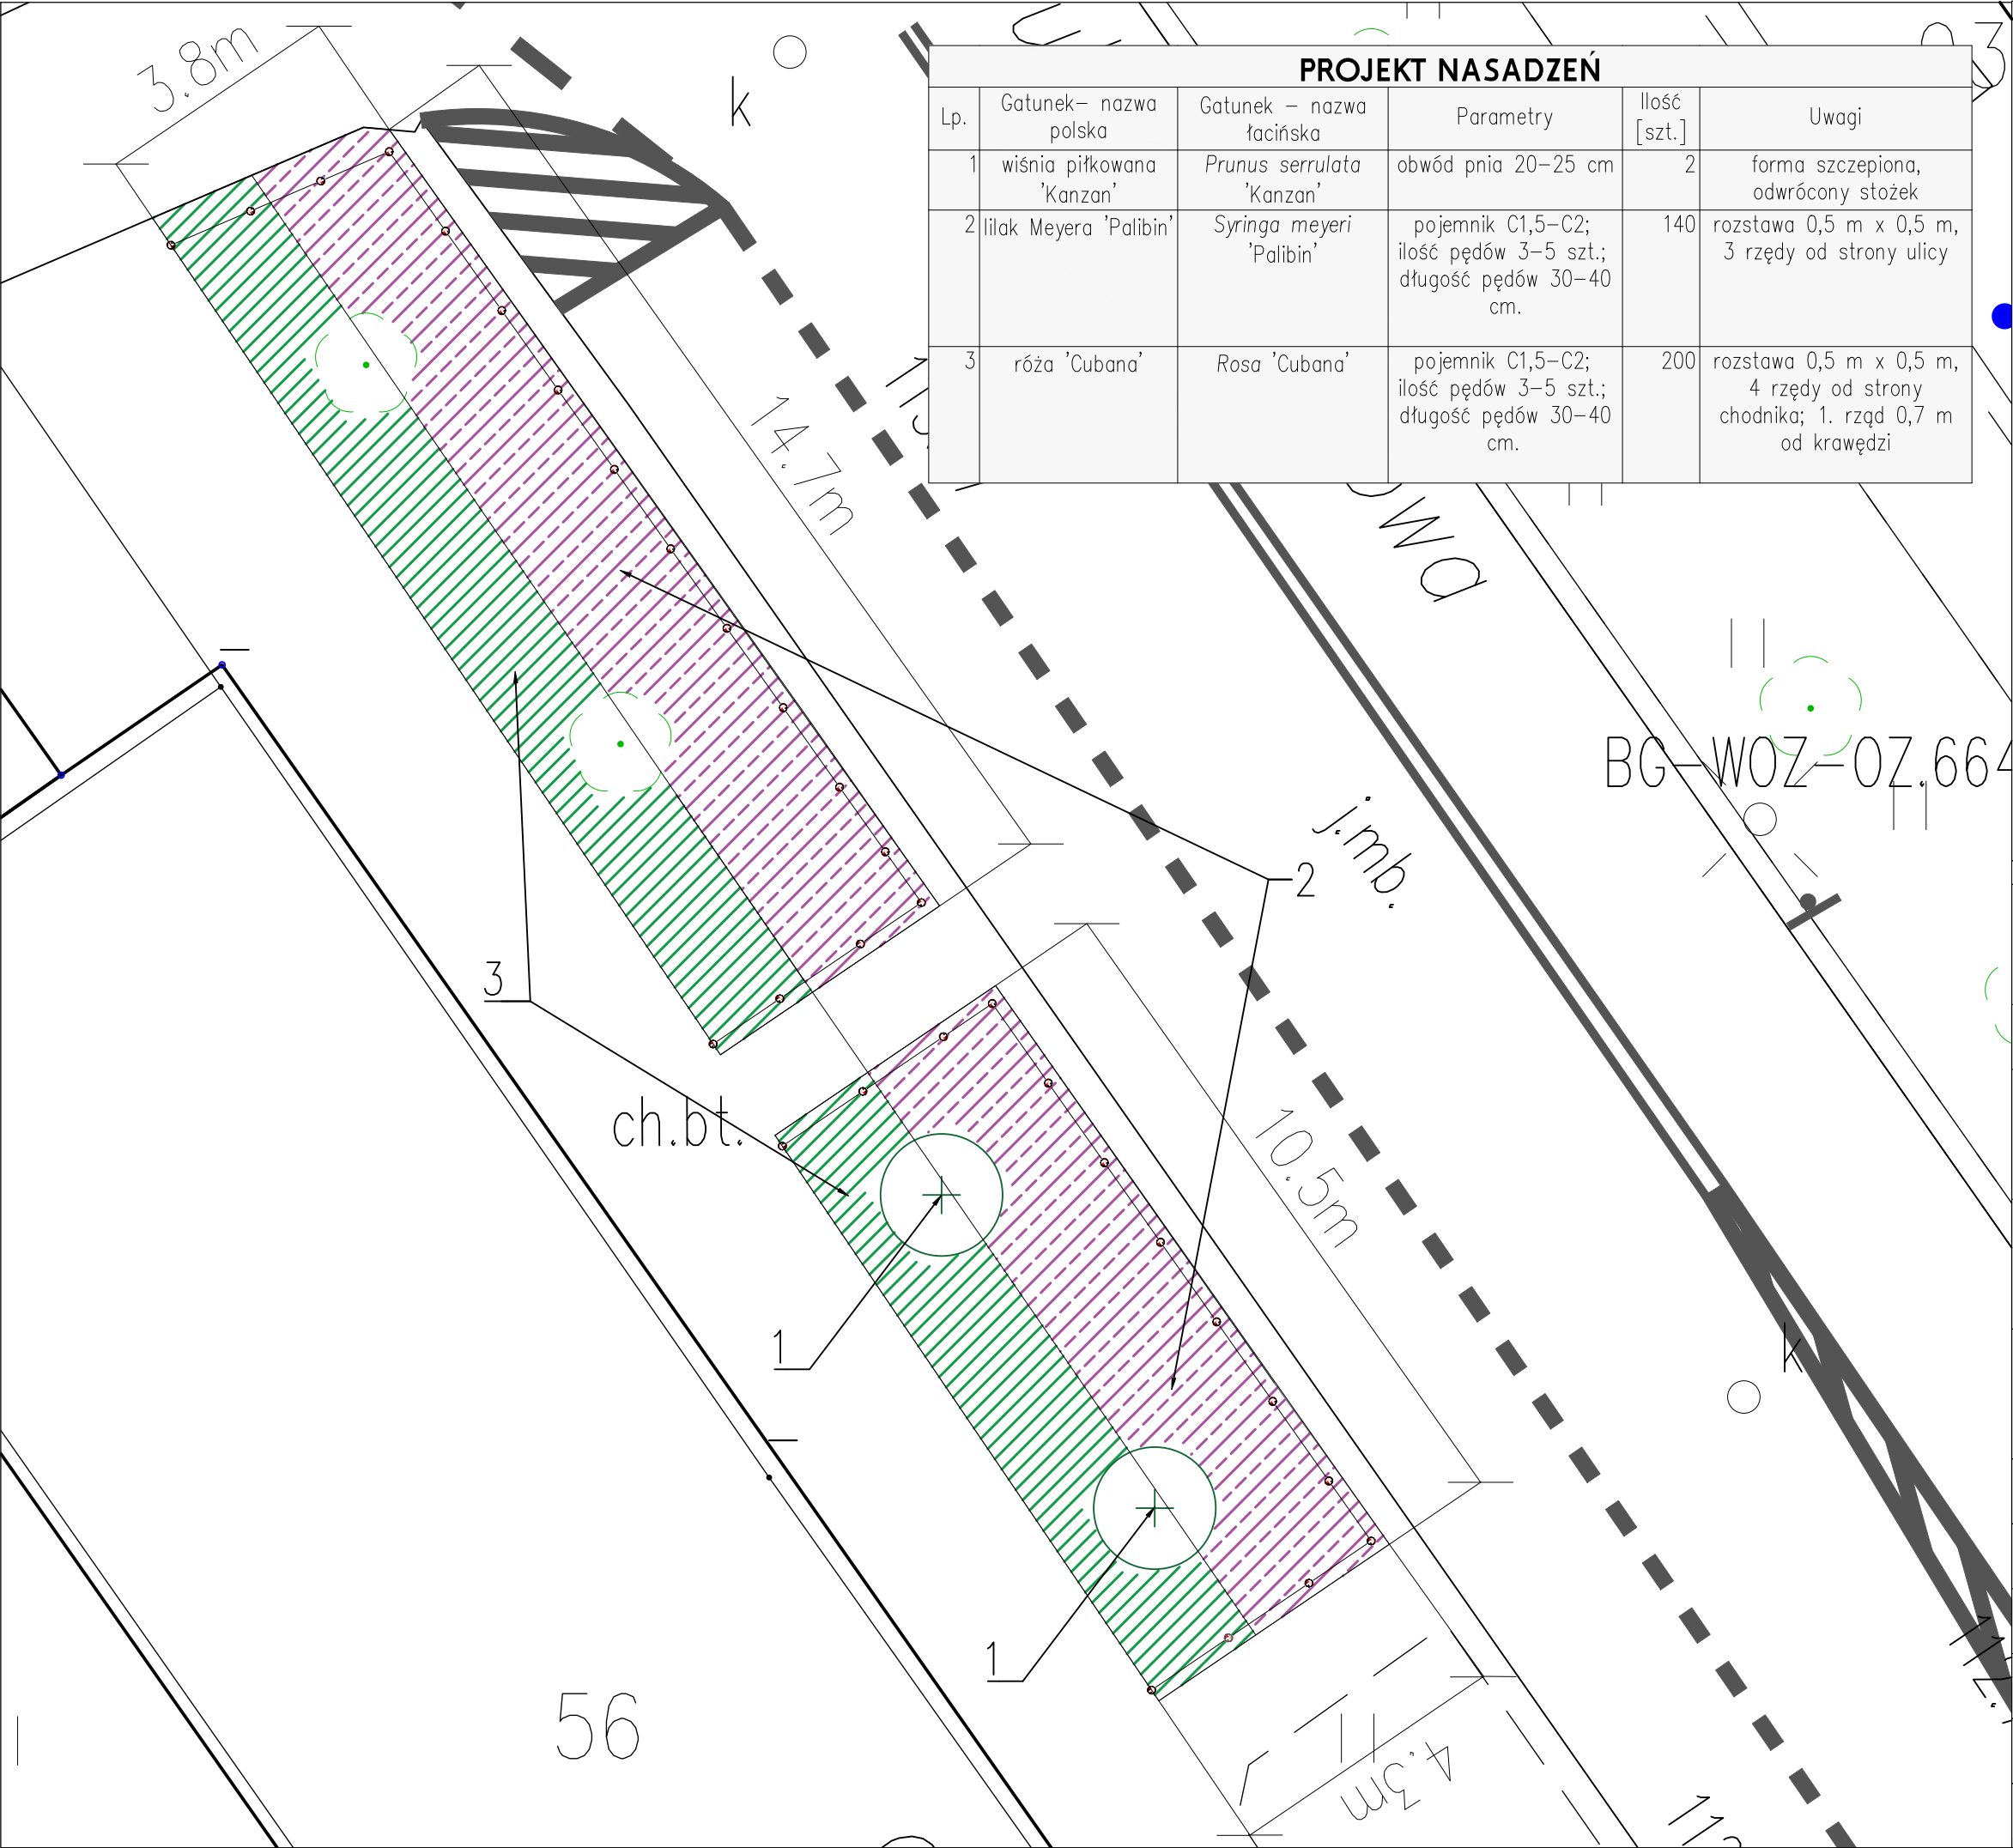 3.8m
k
PROJEKT NASADZEŃ
Lp.
Gatunek– nazwa
polska
Gatunek – nazwa
łacińska
Parametry
Ilość
[szt.]
Uwagi
1
wiśnia piłkowana
'Kanzan'
Prunus serrulata
'Kanzan'
obwód pnia 20–25 cm
2
forma szczepiona,
odwrócony stożek
2
lilak Meyera 'Palibin'
Syringa meyeri
'Palibin'
pojemnik C1,5–C2;
ilość pędów 3–5 szt.;
długość pędów 30–40
cm.
140
rozstawa 0,5 m x 0,5 m,
3 rzędy od strony ulicy
3
róża 'Cubana'
Rosa 'Cubana'
pojemnik C1,5–C2;
ilość pędów 3–5 szt.;
długość pędów 30–40
cm.
200
rozstawa 0,5 m x 0,5 m,
4 rzędy od strony
chodnika; 1. rząd 0,7 m
od krawędzi
14.7m
BG–WOZ–OZ.664
j.mb.
2
3
ch.bt.
10.5m
1
k
1
56
4.3m